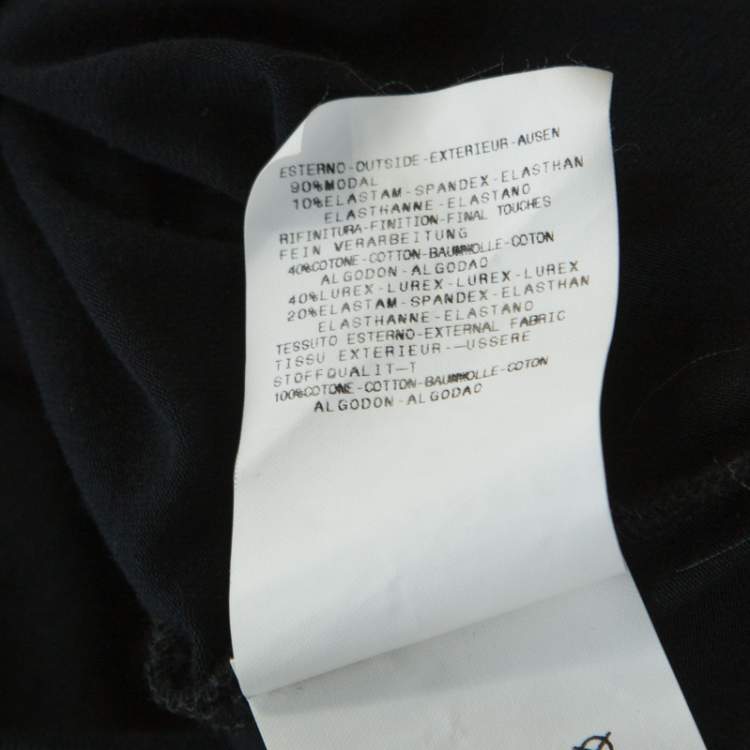 ESTERNO-OUTSIDE-EXTERIEUR-AUSEN
90%MODAL
10%ELASTAM-SPANDEX-ELASTHAN
ELASTHANNE-ELASTANO
RIFINITURA-FINITION-FINAL TOUCHES
FEIN VERARBEITUNG
40%COTONE-COTTON-BAUMWOLLE-COTON
ALGODON-ALGODAO
40%LUREX-LUREX-LUREX-LUREX
20%ELASTAM-SPANDEX-ELASTHAN
ELASTHANNE-ELASTANO
TESSUTO ESTERNO-EXTERNAL FABRIC
TISSU EXTERIEUR-—USSERE
STOFFQUALIT—T
100%COTONE-COTTON-BAUMWOLLE-COTON
ALGODON-ALGODAO